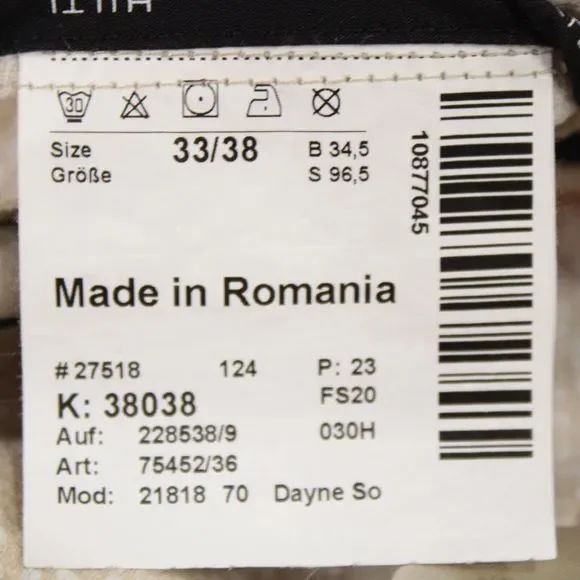 30
Size 33/38 B 34,5
Größe S 96,5
10877045
Made in Romania
# 27518 124 P: 23
K: 38038 FS20
Auf: 228538/9 030H
Art: 75452/36
Mod: 21818 70 Dayne So